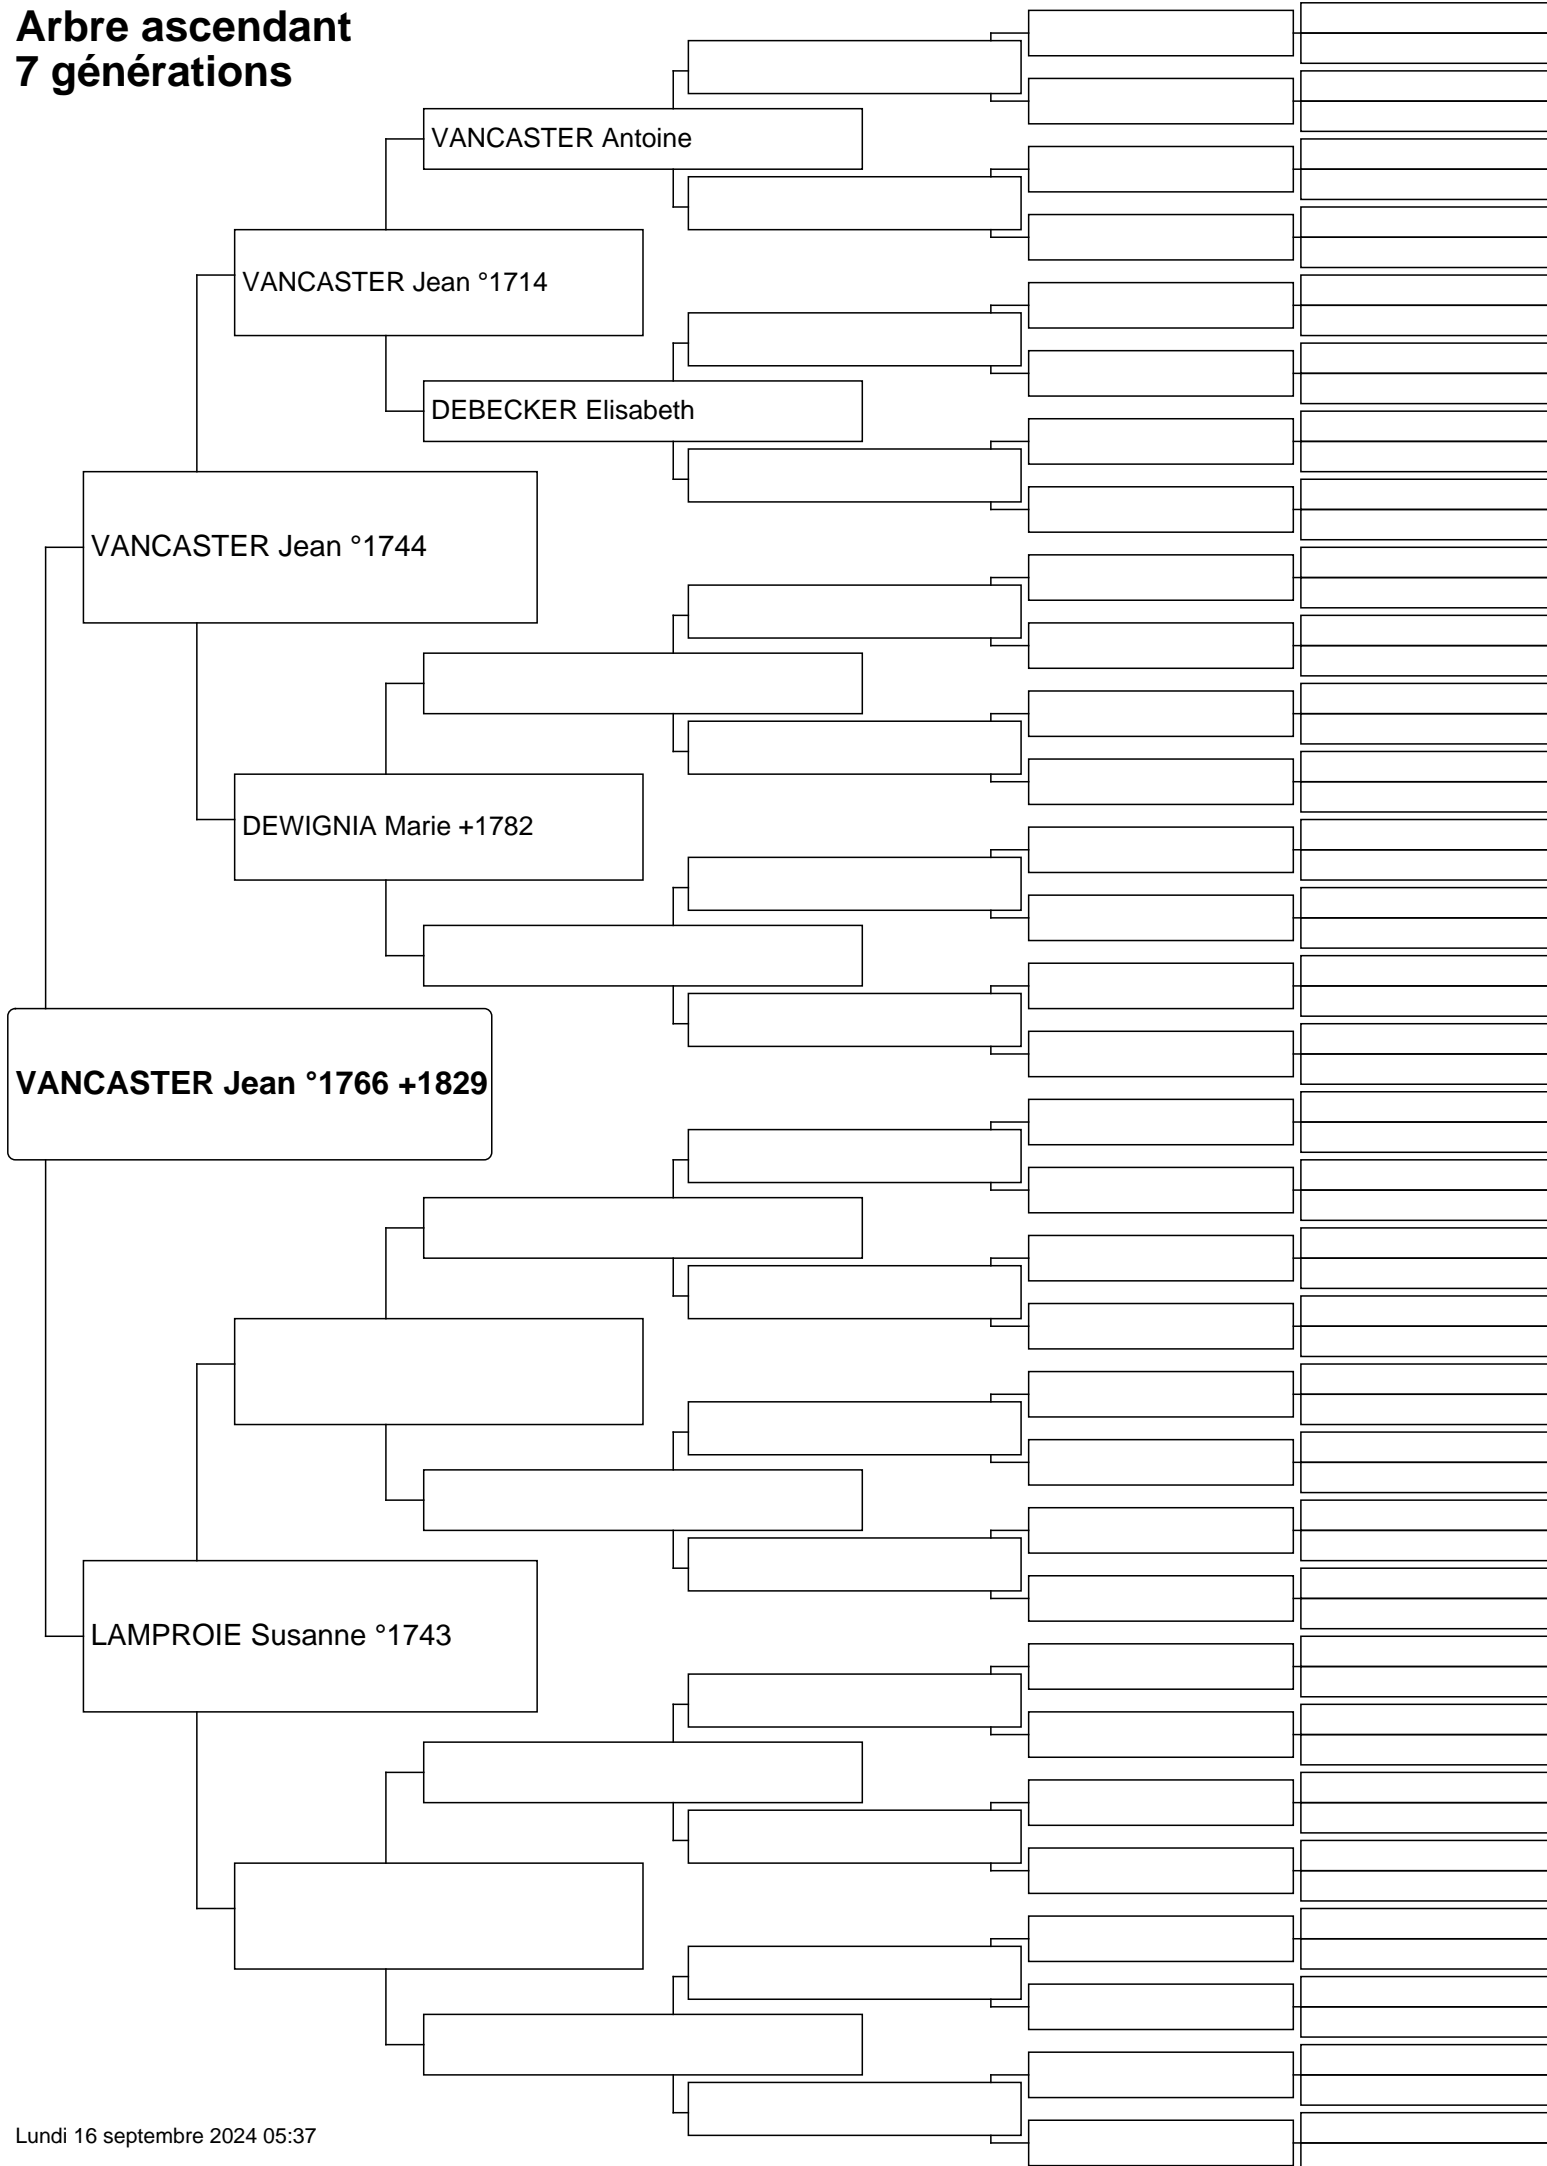 Arbre ascendant
7 générations
VANCASTER Antoine
VANCASTER Jean °1714
DEBECKER Elisabeth
VANCASTER Jean °1744
DEWIGNIA Marie +1782
VANCASTER Jean °1766 +1829
LAMPROIE Susanne °1743
Lundi 16 septembre 2024 05:37